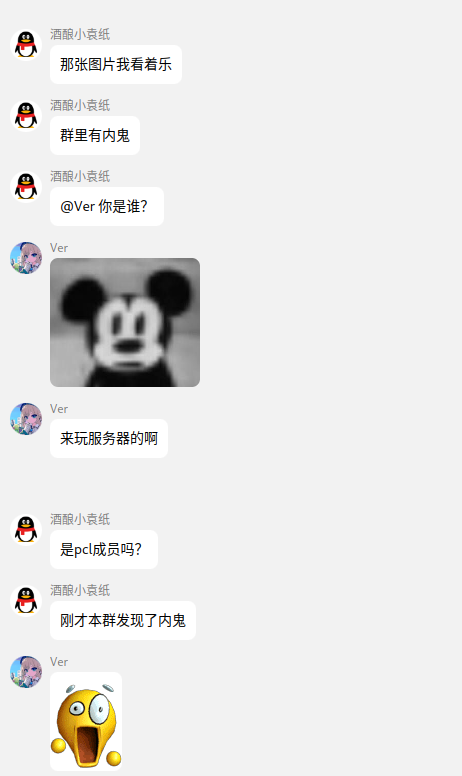 酒酿小袁纸
那张图片我看着乐
酒酿小袁纸
群里有内鬼
酒酿小袁纸
@Ver 你是谁？
Ver
Ver
来玩服务器的啊
酒酿小袁纸
是pcl成员吗？
酒酿小袁纸
刚才本群发现了内鬼
Ver